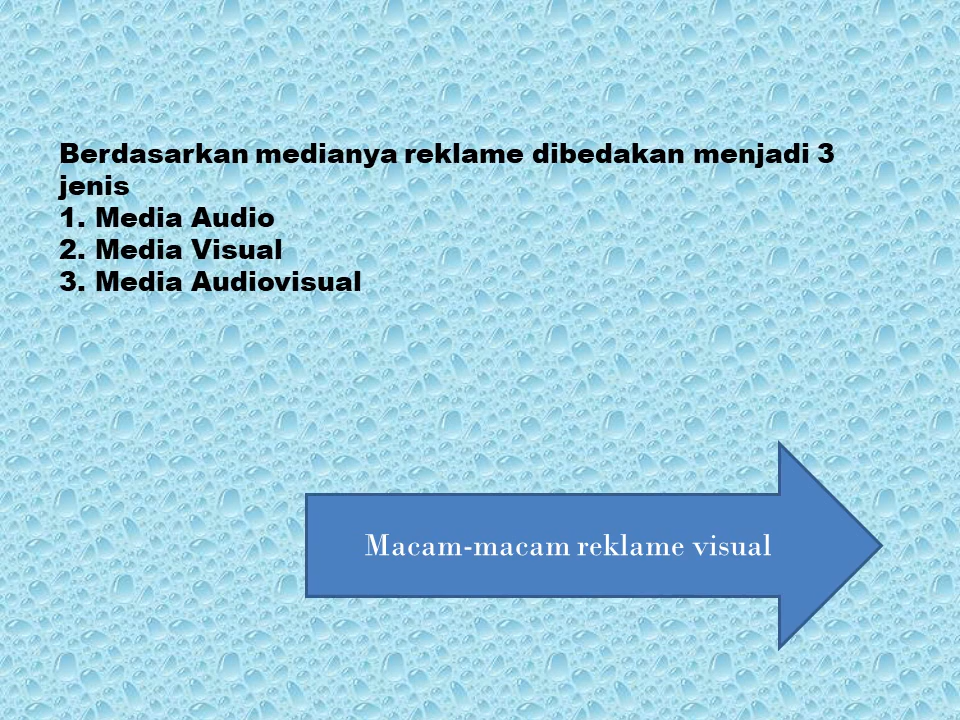 Berdasarkan medianya reklame dibedakan menjadi 3
jenis
1. Media Audio
2. Media Visual
3. Media Audiovisual
Macam-macam reklame visual